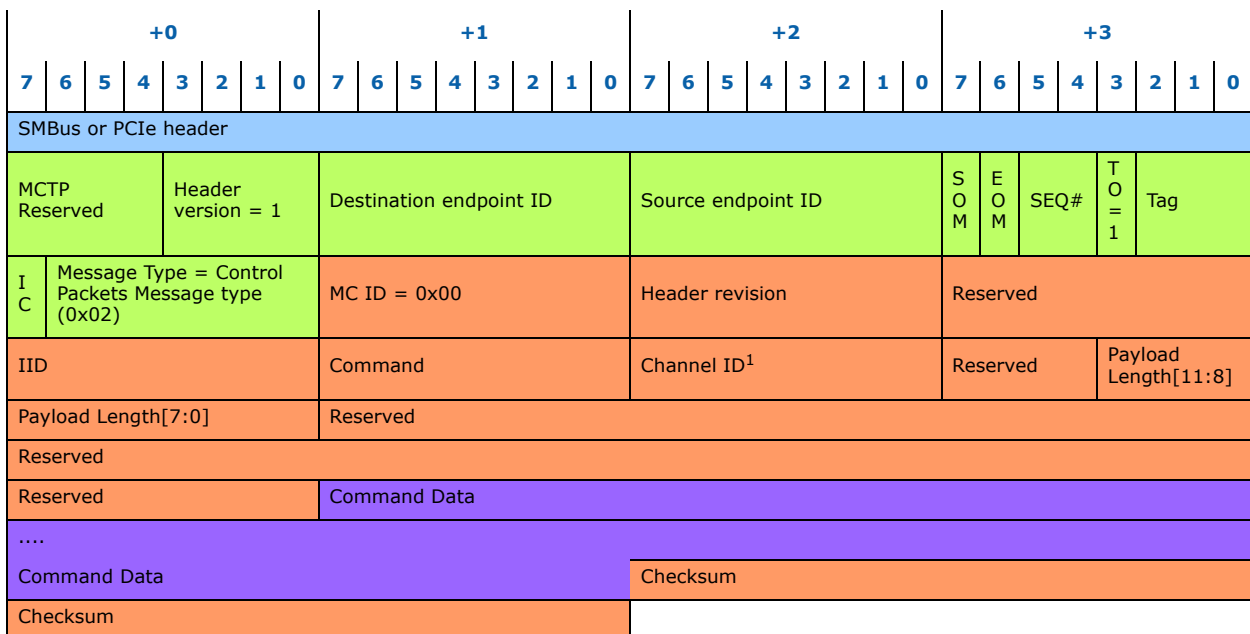 +0 +1 +2 +3
7 6 5 4 3 2 1 0 7 6 5 4 3 2 1 0 7 6 5 4 3 2 1 0 7 6 5 4 3 2 1 0
SMBus or PCIe header
MCTP
Reserved
Header
version = 1
Destination endpoint ID
Source endpoint ID
S
O
M
E
O
M
SEQ#
T
O
=
1
Tag
I
C
Message Type = Control
Packets Message type
(0x02)
MC ID = 0x00
Header revision
Reserved
IID
Command
Channel ID1
Reserved
Payload
Length[11:8]
Payload Length[7:0]
Reserved
Reserved
Reserved
Command Data
....
Command Data
Checksum
Checksum